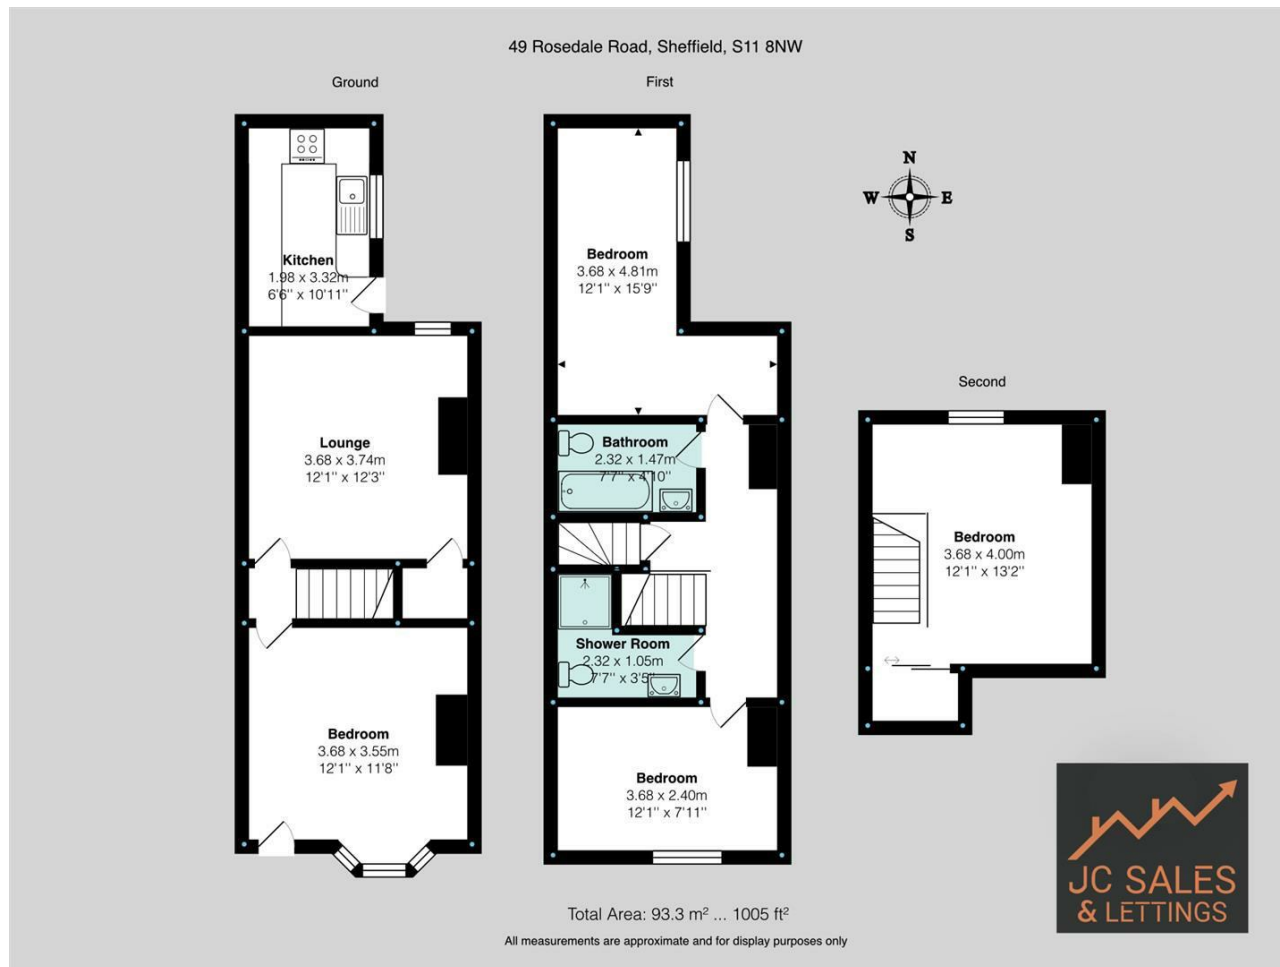 49 Rosedale Road, Sheffield, S11 8NW
Ground
First
N
W
E
S
Kitchen
1.98 x 3.32m
6'6'' x 10'11''
Bedroom
3.68 x 4.81m
12'1'' x 15'9''
Second
Lounge
3.68 x 3.74m
12'1'' x 12'3''
Bathroom
2.32 x 1.47m
7'7'' x 4'10''
Bedroom
3.68 x 4.00m
12'1'' x 13'2''
Shower Room
2.32 x 1.05m
7'7'' x 3'5''
Bedroom
3.68 x 3.55m
12'1'' x 11'8''
Bedroom
3.68 x 2.40m
12'1'' x 7'11''
JC SALES
& LETTINGS
Total Area: 93.3 m² ... 1005 ft²
All measurements are approximate and for display purposes only